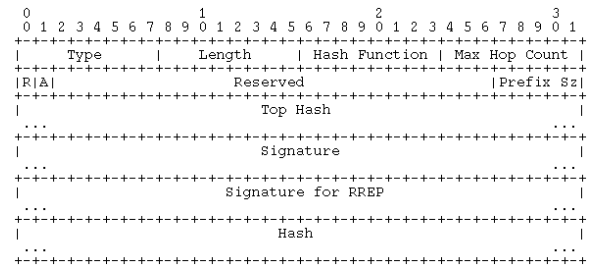 0                   1                   2                   3
 0 1 2 3 4 5 6 7 8 9 0 1 2 3 4 5 6 7 8 9 0 1 2 3 4 5 6 7 8 9 0 1
+-+-+-+-+-+-+-+-+-+-+-+-+-+-+-+-+-+-+-+-+-+-+-+-+-+-+-+-+-+-+-+-+
|     Type      |    Length     | Hash Function | Max Hop Count |
+-+-+-+-+-+-+-+-+-+-+-+-+-+-+-+-+-+-+-+-+-+-+-+-+-+-+-+-+-+-+-+-+
|R|A|                    Reserved                     |Prefix Sz|
+-+-+-+-+-+-+-+-+-+-+-+-+-+-+-+-+-+-+-+-+-+-+-+-+-+-+-+-+-+-+-+-+
|                           Top Hash                            |
 ...                                                         ...
+-+-+-+-+-+-+-+-+-+-+-+-+-+-+-+-+-+-+-+-+-+-+-+-+-+-+-+-+-+-+-+-+
|                           Signature                           |
 ...                                                         ...
+-+-+-+-+-+-+-+-+-+-+-+-+-+-+-+-+-+-+-+-+-+-+-+-+-+-+-+-+-+-+-+-+
|                       Signature for RREP                      |
 ...                                                         ...
+-+-+-+-+-+-+-+-+-+-+-+-+-+-+-+-+-+-+-+-+-+-+-+-+-+-+-+-+-+-+-+-+
|                             Hash                              |
 ...                                                         ...
+-+-+-+-+-+-+-+-+-+-+-+-+-+-+-+-+-+-+-+-+-+-+-+-+-+-+-+-+-+-+-+-+